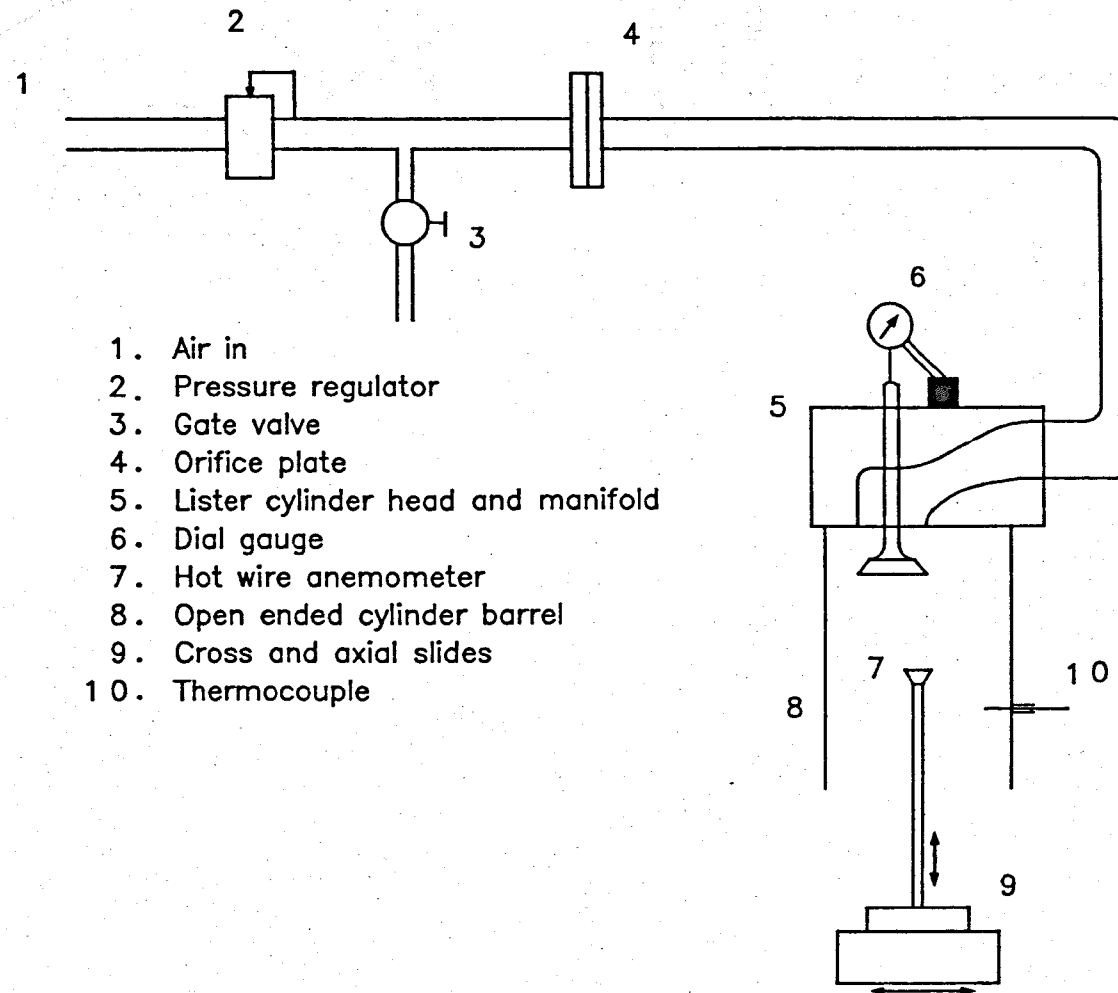 2
4
1
3
6
1. Air in
2. Pressure regulator
3. Gate valve
5
4. Orifice plate
5. Lister cylinder head and manifold
6. Dial gauge
7. Hot wire anemometer
8. Open ended cylinder barrel
9. Cross and axial slides
10. Thermocouple
7
10
8
9